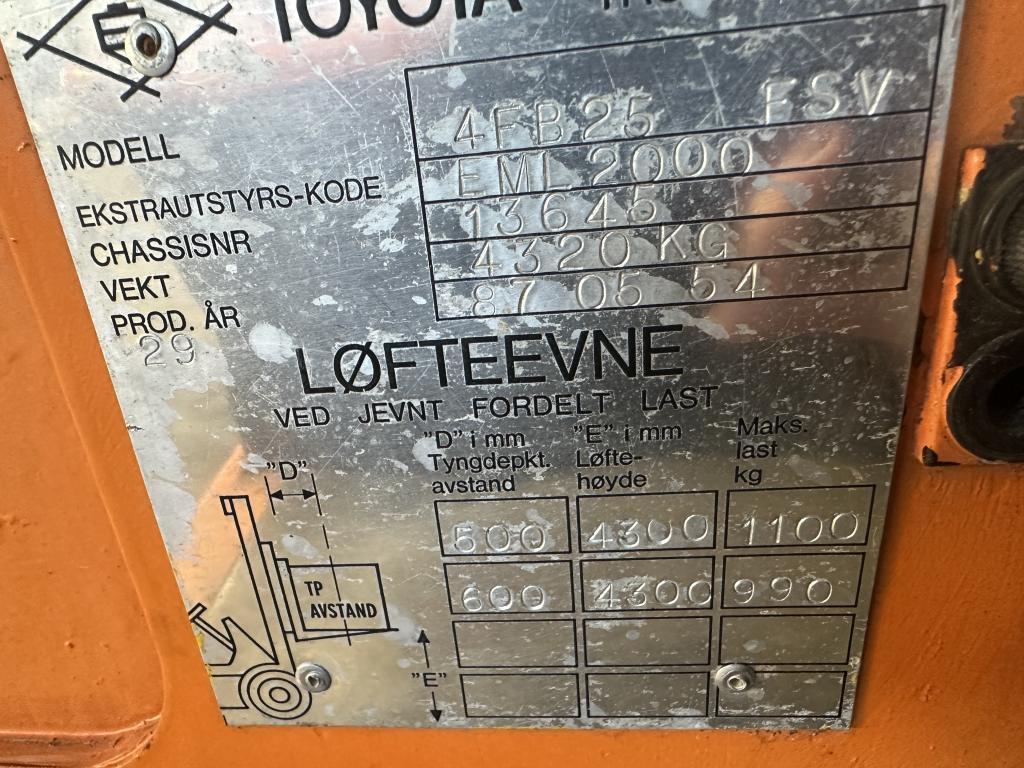 TOYOTA
MODELL 4FB25 FSV
EKSTRAUTSTYRS-KODE EML2000
CHASSISNR 13645
VEKT 4320 KG
PROD. ÅR 87 05 54
29
LØFTEEVNE
VED JEVNT FORDELT LAST
"D" i mm "E" i mm Maks.
Tyngdepkt. Løfte- last
avstand høyde kg
"D"
500 4300 1100
600 4300 990
TP
AVSTAND
"E"